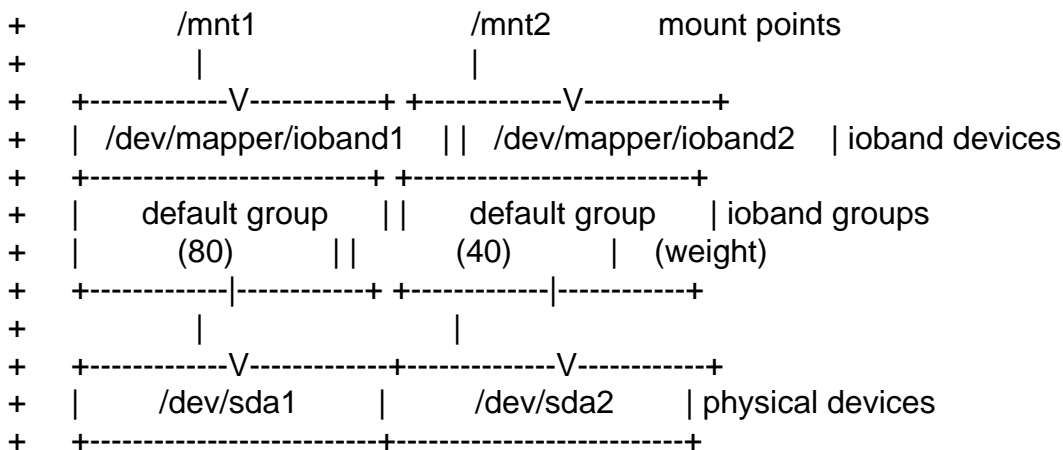 + /mnt1 /mnt2 mount points
+ | |
+ +-------------V------------+ +-------------V------------+
+ | /dev/mapper/ioband1 | | /dev/mapper/ioband2 | ioband devices
+ +--------------------------+ +--------------------------+
+ | default group | | default group | ioband groups
+ | (80) | | (40) | (weight)
+ +-------------|------------+ +-------------|------------+
+ | |
+ +-------------V-------------+--------------V------------+
+ | /dev/sda1 | /dev/sda2 | physical devices
+ +---------------------------+---------------------------+